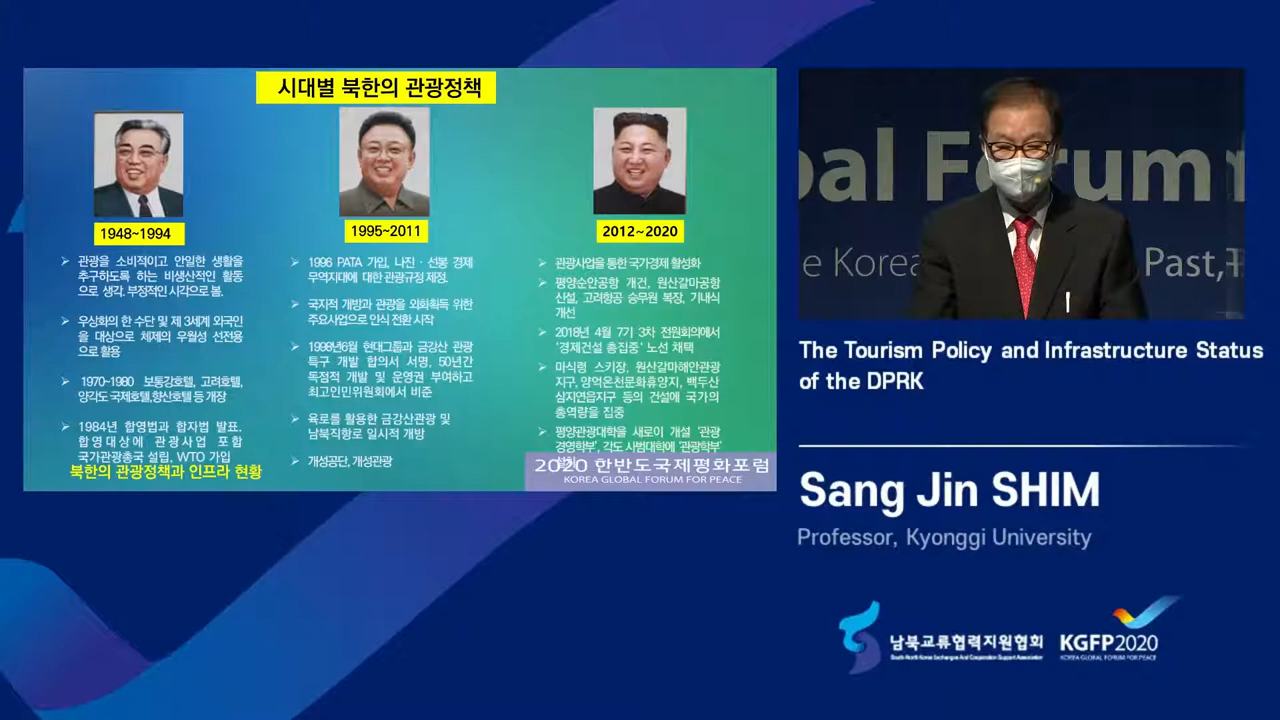 시대별 북한의 관광정책
1948~1994
관광을 소비적이고 안일한 생활을
추구하도록 하는 비생산적인 활동
으로 생각. 부정적인 시각으로 봄.
우상화의 한 수단 및 제 3세계 외국인
을 대상으로 체제의 우월성 선전용
으로 활용
1970~1980 보통강호텔, 고려호텔,
양각도 국제호텔,향산호텔 등 개장
1984년 합영법과 합자법 발표.
합영대상에 관광사업 포함
국가관광총국 설립, WTO 가입
북한의 관광정책과 인프라 현황
1995~2011
1996 PATA 가입, 나진 · 선봉 경제
무역지대에 대한 관광규정 제정.
국지적 개방과 관광을 외화획득 위한
주요사업으로 인식 전환 시작
1998년6월 현대그룹과 금강산 관광
특구 개발 합의서 서명, 50년간
독점적 개발 및 운영권 부여하고
최고인민위원회에서 비준
육로를 활용한 금강산관광 및
남북직항로 일시적 개방
개성공단, 개성관광
2012~2020
관광사업을 통한 국가경제 활성화
평양순안공항 개건, 원산갈마공항
신설, 고려항공 승무원 복장, 기내식
개선
2018년 4월 7기 3차 전원회의에서
'경제건설 총집중' 노선 채택
마식령 스키장, 원산갈마해안관광
지구, 양덕온천문화휴양지, 백두산
삼지연읍지구 등의 건설에 국가의
총역량을 집중
평양관광대학을 새로이 개설 '관광
경영학부', 각도 사범대학에 '관광학부'
2020 한반도국제평화포럼
KOREA GLOBAL FORUM FOR PEACE
bal Forum
e Korea
Past,
The Tourism Policy and Infrastructure Status
of the DPRK
Sang Jin SHIM
Professor, Kyonggi University
남북교류협력지원협회
South-North Korea Exchanges And Cooperation Support Association
KGFP2020
KOREA GLOBAL FORUM FOR PEACE